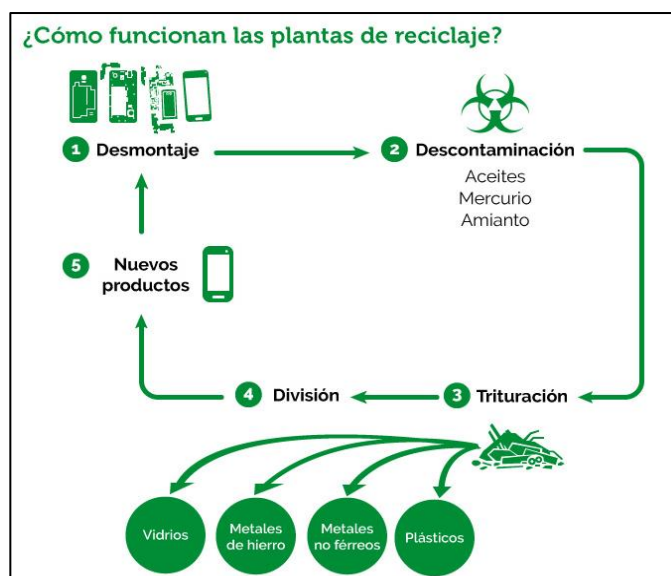 ¿Cómo funcionan las plantas de reciclaje?
1 Desmontaje
2 Descontaminación
Aceites
Mercurio
Amianto
5 Nuevos
productos
4 División
3 Trituración
Vidrios
Metales
de hierro
Metales
no férreos
Plásticos